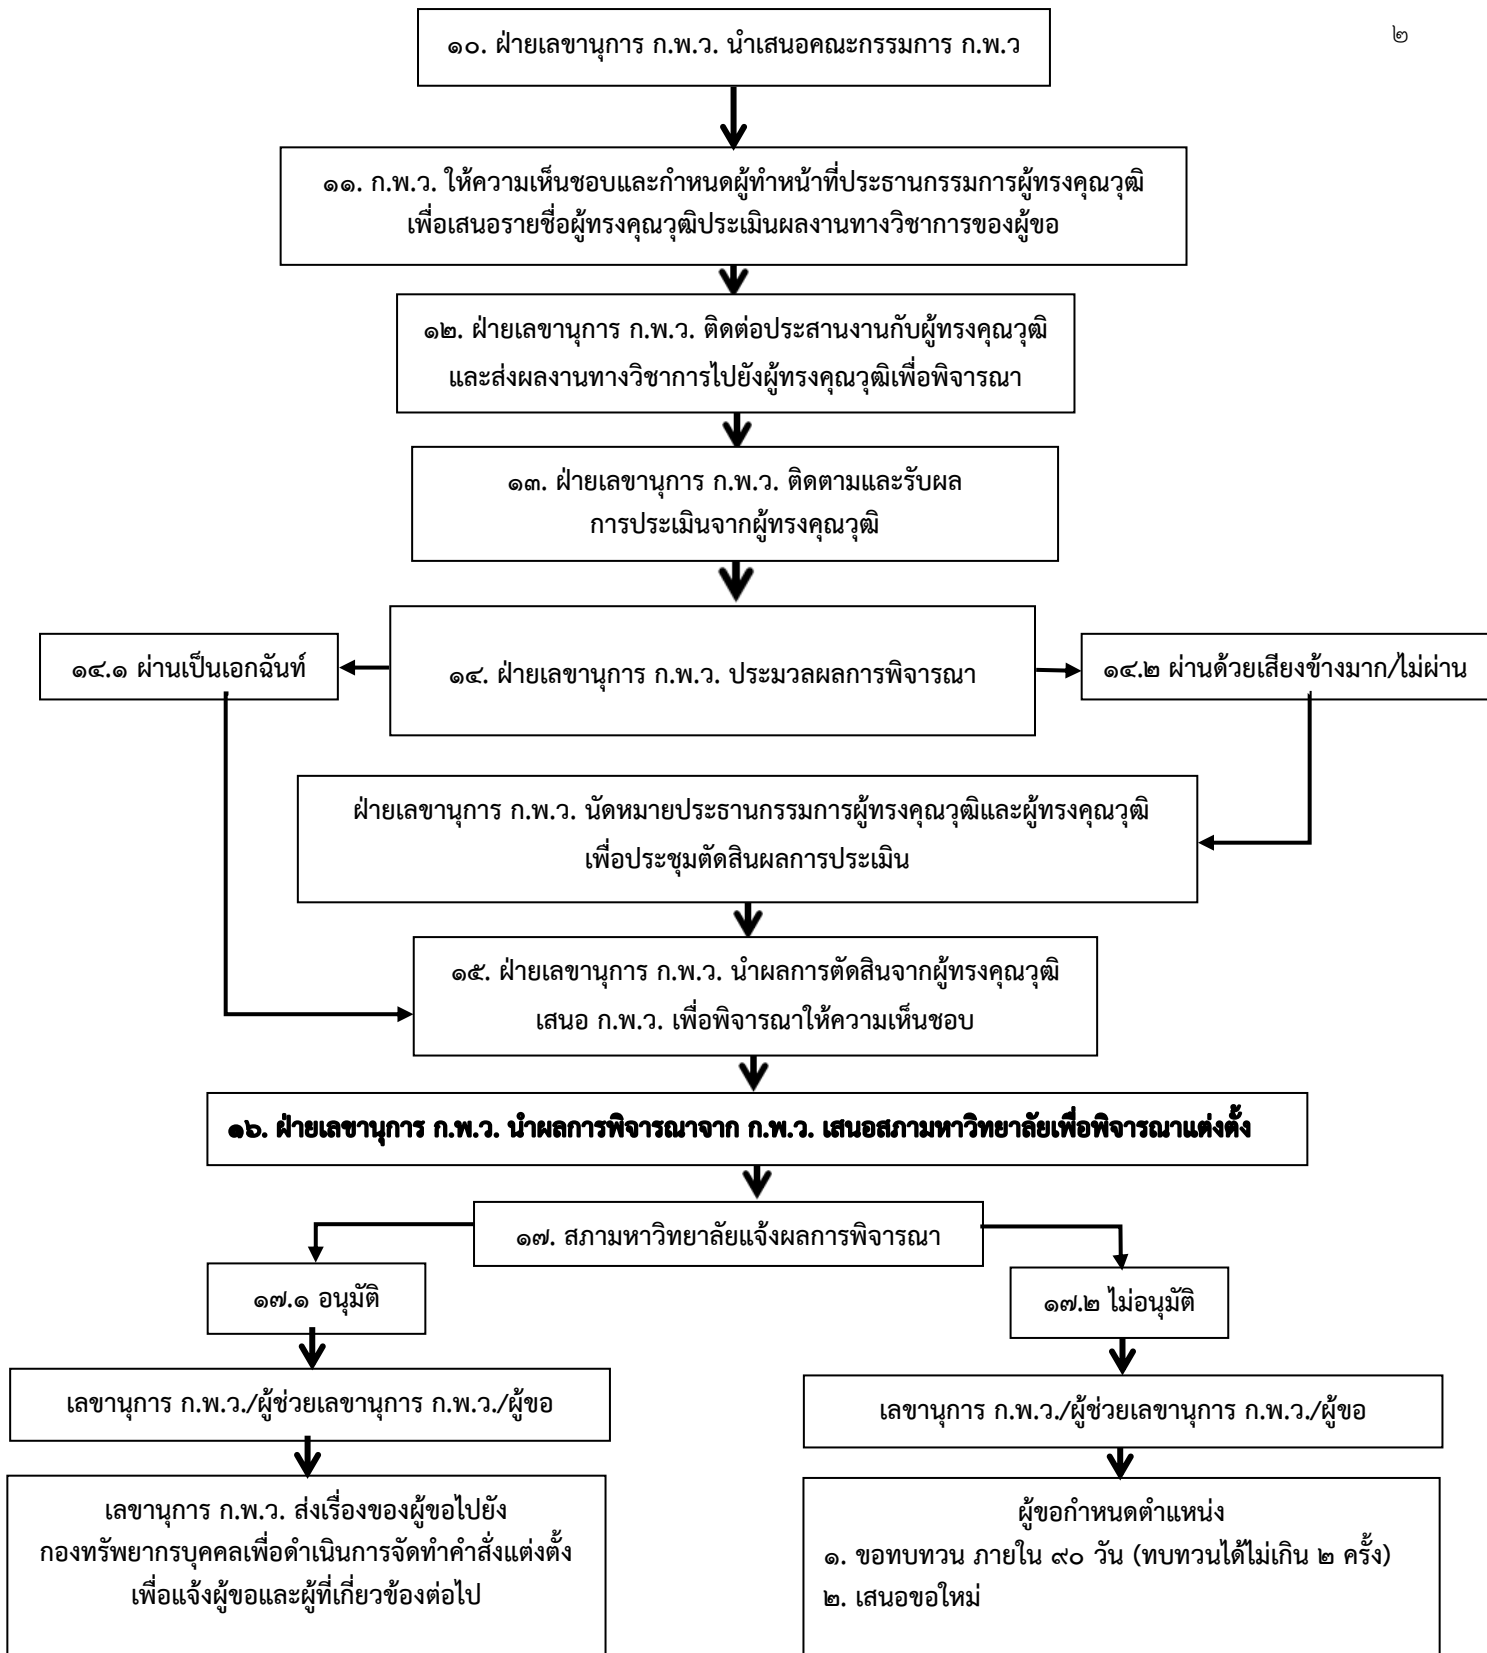 ๒
๑๐. ฝ่ายเลขานุการ ก.พ.ว. นำเสนอคณะกรรมการ ก.พ.ว
๑๑. ก.พ.ว. ให้ความเห็นชอบและกำหนดผู้ทำหน้าที่ประธานกรรมการผู้ทรงคุณวุฒิ
เพื่อเสนอรายชื่อผู้ทรงคุณวุฒิประเมินผลงานทางวิชาการของผู้ขอ
๑๒. ฝ่ายเลขานุการ ก.พ.ว. ติดต่อประสานงานกับผู้ทรงคุณวุฒิ
และส่งผลงานทางวิชาการไปยังผู้ทรงคุณวุฒิเพื่อพิจารณา
๑๓. ฝ่ายเลขานุการ ก.พ.ว. ติดตามและรับผล
การประเมินจากผู้ทรงคุณวุฒิ
๑๔.๑ ผ่านเป็นเอกฉันท์
๑๔. ฝ่ายเลขานุการ ก.พ.ว. ประมวลผลการพิจารณา
๑๔.๒ ผ่านด้วยเสียงข้างมาก/ไม่ผ่าน
ฝ่ายเลขานุการ ก.พ.ว. นัดหมายประธานกรรมการผู้ทรงคุณวุฒิและผู้ทรงคุณวุฒิ
เพื่อประชุมตัดสินผลการประเมิน
๑๕. ฝ่ายเลขานุการ ก.พ.ว. นำผลการตัดสินจากผู้ทรงคุณวุฒิ
เสนอ ก.พ.ว. เพื่อพิจารณาให้ความเห็นชอบ
๑๖. ฝ่ายเลขานุการ ก.พ.ว. นำผลการพิจารณาจาก ก.พ.ว. เสนอสภามหาวิทยาลัยเพื่อพิจารณาแต่งตั้ง
๑๗. สภามหาวิทยาลัยแจ้งผลการพิจารณา
๑๗.๑ อนุมัติ
๑๗.๒ ไม่อนุมัติ
เลขานุการ ก.พ.ว./ผู้ช่วยเลขานุการ ก.พ.ว./ผู้ขอ
เลขานุการ ก.พ.ว./ผู้ช่วยเลขานุการ ก.พ.ว./ผู้ขอ
เลขานุการ ก.พ.ว. ส่งเรื่องของผู้ขอไปยัง
กองทรัพยากรบุคคลเพื่อดำเนินการจัดทำคำสั่งแต่งตั้ง
เพื่อแจ้งผู้ขอและผู้ที่เกี่ยวข้องต่อไป
ผู้ขอกำหนดตำแหน่ง
๑. ขอทบทวน ภายใน ๙๐ วัน (ทบทวนได้ไม่เกิน ๒ ครั้ง)
๒. เสนอขอใหม่